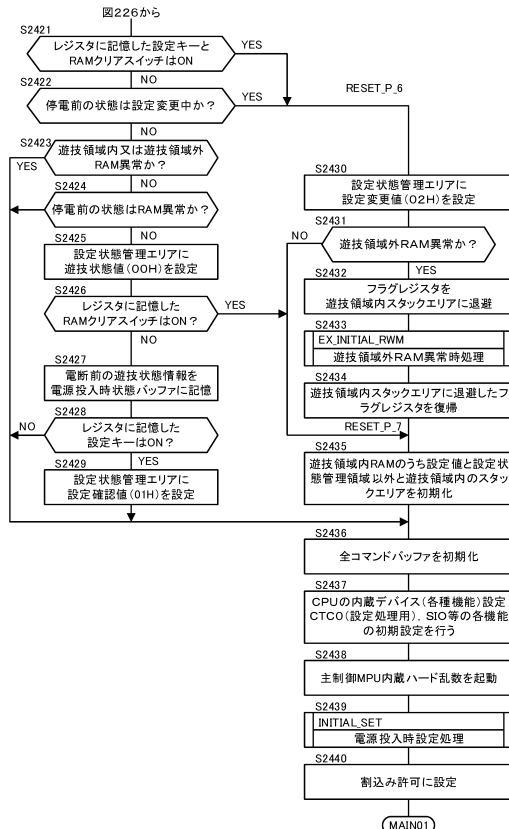 図226から
S2421
レジスタに記憶した設定キーと
RAMクリアスイッチはON
YES
NO
S2422
停電前の状態は設定変更中か？
YES
RESET_P_6
NO
S2423
YES
遊技領域内又は遊技領域外
RAM異常か？
NO
S2424
停電前の状態はRAM異常か？
NO
S2425
設定状態管理エリアに
遊技状態値(00H)を設定
S2426
レジスタに記憶した
RAMクリアスイッチはON？
YES
NO
S2427
電断前の遊技状態情報を
電源投入時状態バッファに記憶
S2428
NO
レジスタに記憶した
設定キーはON？
YES
S2429
設定状態管理エリアに
設定確認値(01H)を設定
S2430
設定状態管理エリアに
設定変更値(02H)を設定
S2431
NO
遊技領域外RAM異常か？
YES
S2432
フラグレジスタを
遊技領域内スタックエリアに退避
S2433
EX_INITIAL_RWM
遊技領域外RAM異常時処理
S2434
遊技領域内スタックエリアに退避したフ
ラグレジスタを復帰
RESET_P_7
S2435
遊技領域内RAMのうち設定値と設定状
態管理領域以外と遊技領域内のスタッ
クエリアを初期化
S2436
全コマンドバッファを初期化
S2437
CPUの内蔵デバイス(各種機能)設定
CTC0(設定処理用)，SIO等の各機能
の初期設定を行う
S2438
主制御MPU内蔵ハード乱数を起動
S2439
INITIAL_SET
電源投入時設定処理
S2440
割込み許可に設定
MAIN01